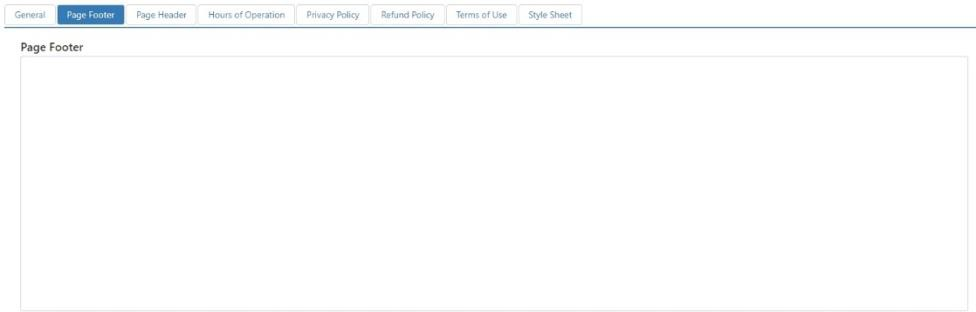 General Page Footer Page Header Hours of Operation Privacy Policy Refund Policy Terms of Use Style Sheet
Page Footer